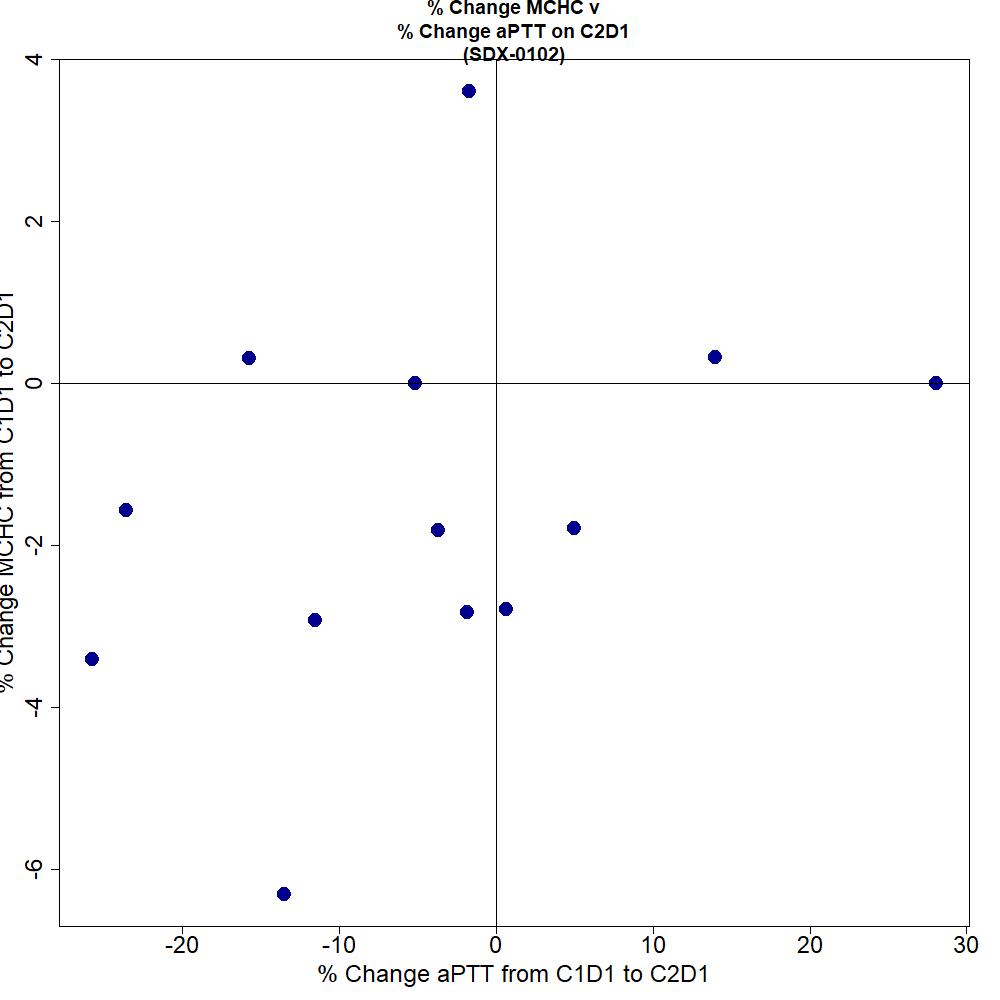 % Change MCHC v
% Change aPTT on C2D1
(SDX-0102)
% Change MCHC from C1D1 to C2D1
4
2
0
-2
-4
-6
-20
-10
0
10
20
30
% Change aPTT from C1D1 to C2D1